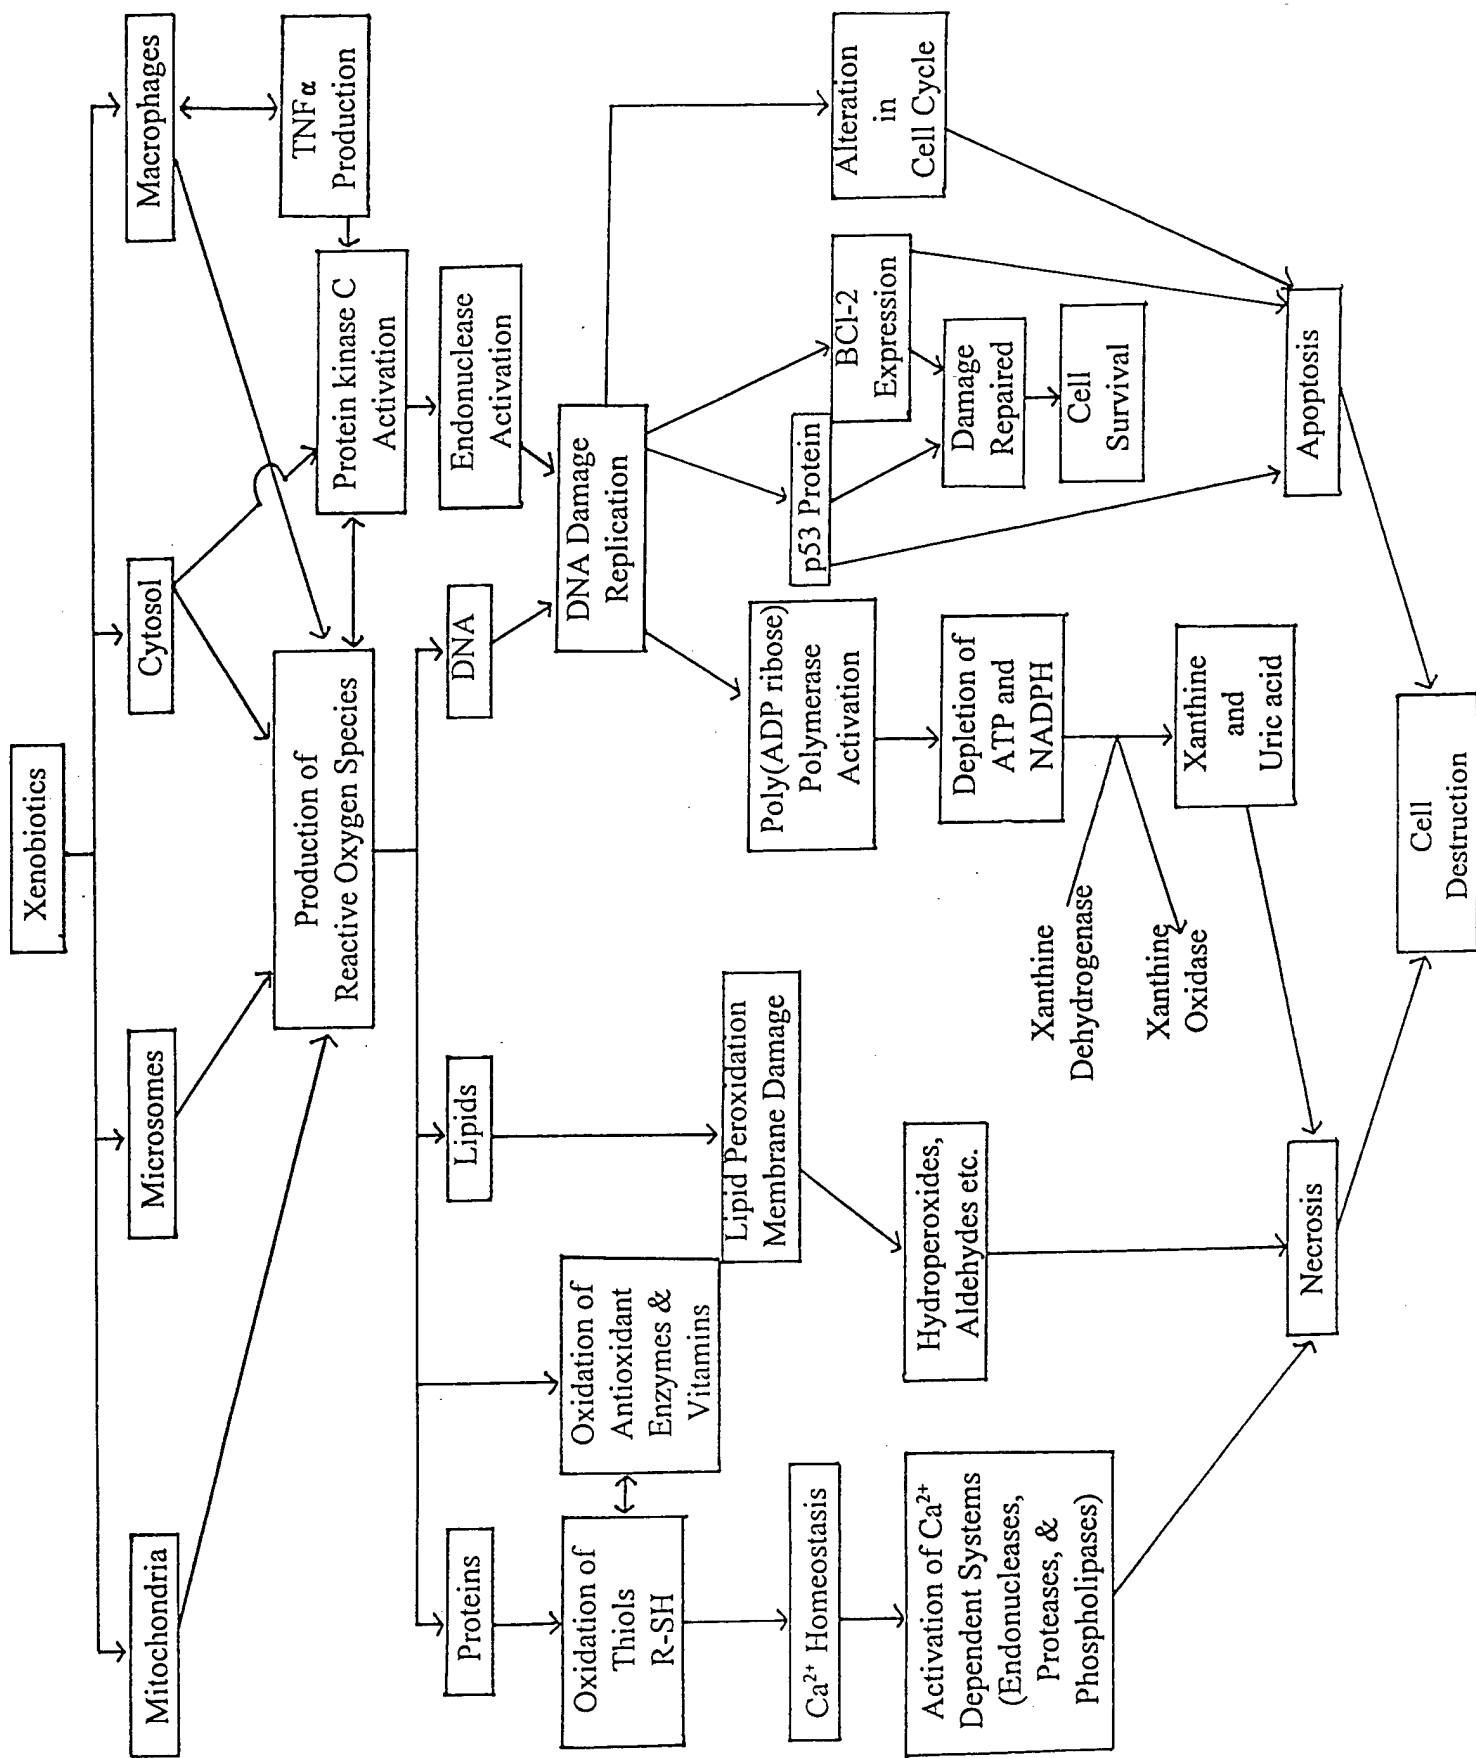 Xenobiotics
Mitochondria
Microsomes
Cytosol
Macrophages
Production of
Reactive Oxygen Species
TNFα
Production
Protein kinase C
Activation
Proteins
Lipids
DNA
Endonuclease
Activation
Oxidation of
Thiols
R-SH
Oxidation of
Antioxidant
Enzymes &
Vitamins
DNA Damage
Replication
Lipid Peroxidation
Membrane Damage
Poly(ADP ribose)
Polymerase
Activation
p53 Protein
BCl-2
Expression
Alteration
in
Cell Cycle
Ca²⁺ Homeostasis
Activation of Ca²⁺
Dependent Systems
(Endonucleases,
Proteases, &
Phospholipases)
Hydroperoxides,
Aldehydes etc.
Depletion of
ATP and
NADPH
Damage
Repaired
Cell
Survival
Xanthine
Dehydrogenase
Xanthine
Oxidase
Xanthine
and
Uric acid
Necrosis
Apoptosis
Cell
Destruction